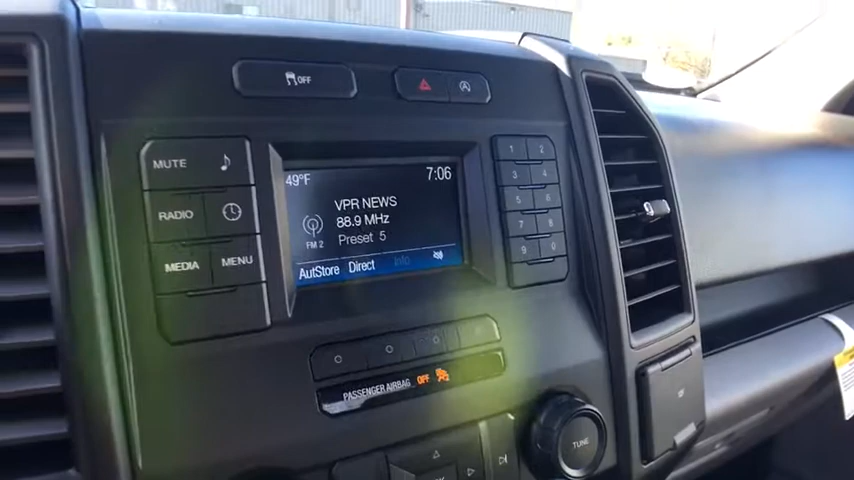 OFF
MUTE
RADIO
MEDIA
MENU
49°F
7:06
VPR NEWS
88.9 MHz
Preset 5
FM 2
AutoStore Direct Info
1 2
3 4
5 6
7 8
9 0
PASSENGER AIRBAG OFF
TUNE